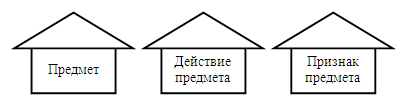 Предмет
Действие
предмета
Признак
предмета